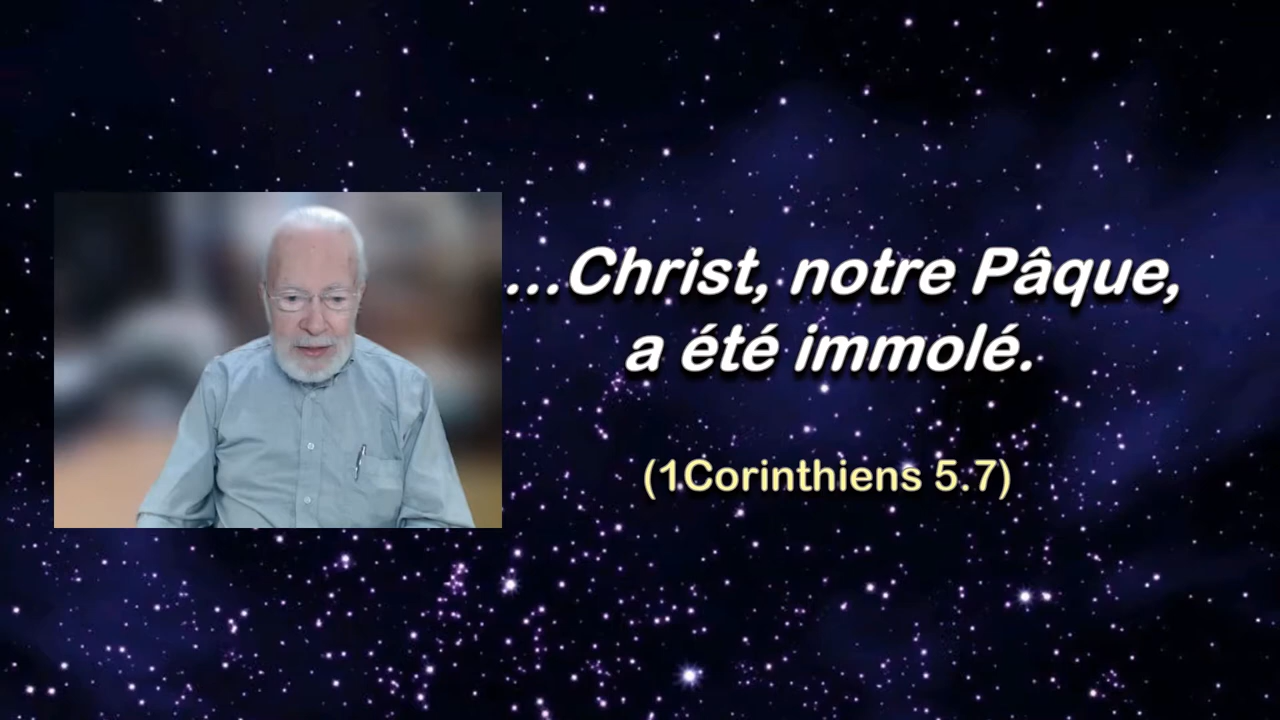 ...Christ, notre Pâque,
a été immolé.
(1Corinthiens 5.7)